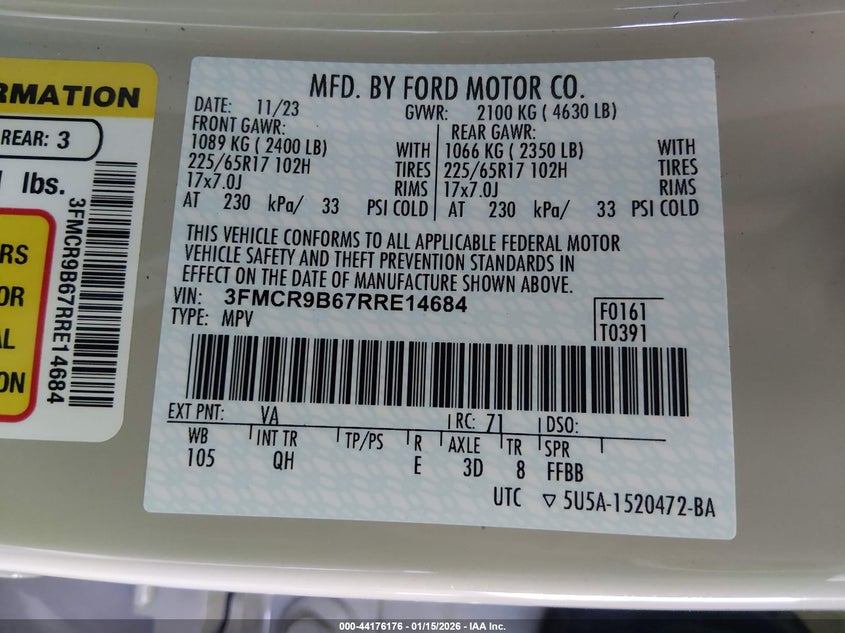 RMATION
REAR: 3
lbs.
3FMCR9B67RRE14684
RS
OR
AL
ON
MFD. BY FORD MOTOR CO.
DATE: 11/23 GVWR: 2100 KG ( 4630 LB)
FRONT GAWR: REAR GAWR:
1089 KG ( 2400 LB) WITH 1066 KG ( 2350 LB) WITH
225/65R17 102H TIRES 225/65R17 102H TIRES
17x7.0J RIMS 17x7.0J RIMS
AT 230 kPa/ 33 PSI COLD AT 230 kPa/ 33 PSI COLD
THIS VEHICLE CONFORMS TO ALL APPLICABLE FEDERAL MOTOR
VEHICLE SAFETY AND THEFT PREVENTION STANDARDS IN
EFFECT ON THE DATE OF MANUFACTURE SHOWN ABOVE.
VIN: 3FMCR9B67RRE14684 F0161
TYPE: MPV T0391
EXT PNT: VA RC: 71 DSO:
WB INT TR TP/PS R AXLE TR SPR
105 QH E 3D 8 FFBB
UTC ▽ 5U5A-1520472-BA
000-44176176 - 01/15/2026 - IAA Inc.